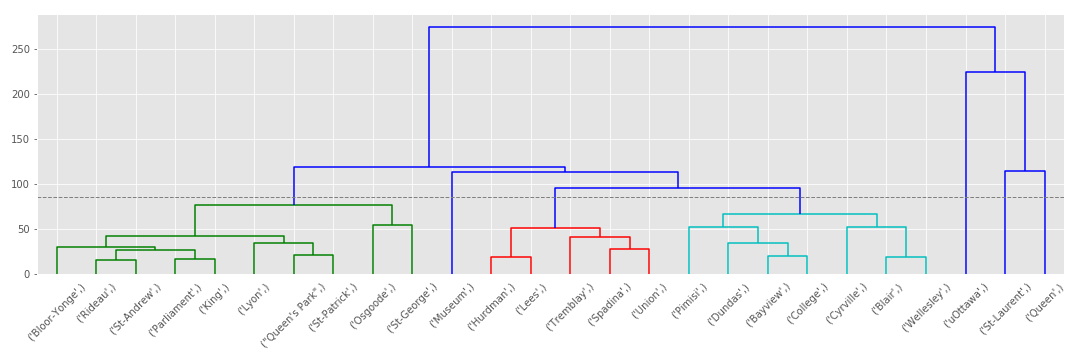 250
200
150
100
50
0
('Bloor-Yonge',)
('Rideau',)
('St-Andrew',)
('Parliament',)
('King',)
('Lyon',)
("Queen's Park",)
('St-Patrick',)
('Osgoode',)
('St-George',)
('Museum',)
('Hurdman',)
('Lees',)
('Tremblay',)
('Spadina',)
('Union',)
('Pimisi',)
('Dundas',)
('Bayview',)
('College',)
('Cyrville',)
('Blair',)
('Wellesley',)
('uOttawa',)
('St-Laurent',)
('Queen',)